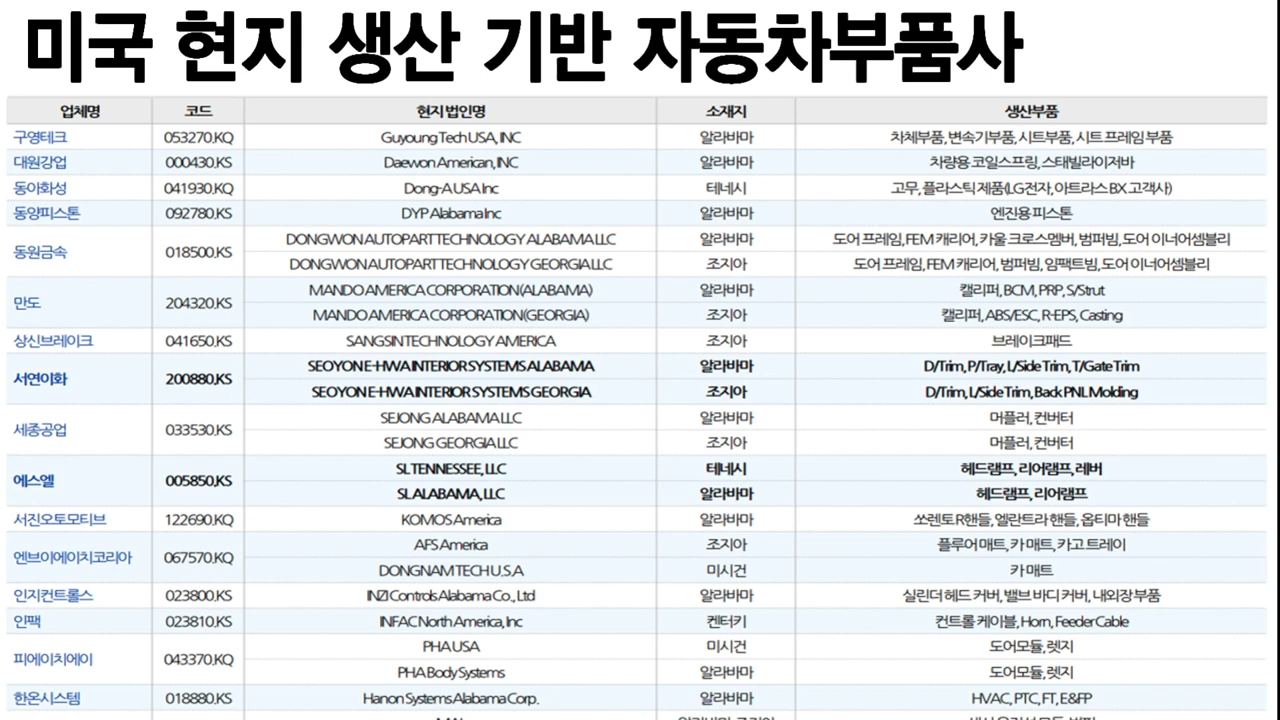 미국 현지 생산 기반 자동차부품사
업체명 코드 현지 법인명 소재지 생산부품
구영테크 053270.KQ Guyoung Tech USA, INC 알라바마 차체부품, 변속기부품, 시트부품, 시트 프레임 부품
대원강업 000430.KS Daewon American, INC 알라바마 차량용 코일스프링, 스태빌라이저바
동아화성 041930.KQ Dong-A USA Inc 테네시 고무, 플라스틱 제품(LG전자, 아트라스BX 고객사)
동양피스톤 092780.KS DYP Alabama Inc 알라바마 엔진용 피스톤
동원금속 018500.KS DONGWON AUTOPART TECHNOLOGY ALABAMA LLC 알라바마 도어 프레임, FEM 캐리어, 카울 크로스멤버, 범퍼빔, 도어 이너어셈블리
DONGWON AUTOPART TECHNOLOGY GEORGIA LLC 조지아 도어 프레임, FEM 캐리어, 범퍼빔, 임팩트빔, 도어 이너어셈블리
만도 204320.KS MANDO AMERICA CORPORATION(ALABAMA) 알라바마 캘리퍼, BCM, PRP, S/Strut
MANDO AMERICA CORPORATION(GEORGIA) 조지아 캘리퍼, ABS/ESC, R-EPS, Casting
상신브레이크 041650.KS SANGSIN TECHNOLOGY AMERICA 조지아 브레이크패드
서연이화 200880.KS SEOYON E-HWA INTERIOR SYSTEMS ALABAMA 알라바마 D/Trim, P/Tray, L/Side Trim, T/Gate Trim
SEOYON E-HWA INTERIOR SYSTEMS GEORGIA 조지아 D/Trim, L/Side Trim, Back PNL Molding
세종공업 033530.KS SEJONG ALABAMA LLC 알라바마 머플러, 컨버터
SEJONG GEORGIA LLC 조지아 머플러, 컨버터
에스엘 005850.KS SL TENNESSEE, LLC 테네시 헤드램프, 리어램프, 레버
SL ALABAMA, LLC 알라바마 헤드램프, 리어램프
서진오토모티브 122690.KQ KOMOS America 알라바마 쏘렌토R핸들, 엘란트라 핸들, 옵티마 핸들
엔브이에이치코리아 067570.KQ AFS America 조지아 플루어 매트, 카 매트, 카고 트레이
DONGNAM TECH U.S.A 미시건 카 매트
인지컨트롤스 023800.KS INZI Controls Alabama Co., Ltd 알라바마 실린더 헤드 커버, 밸브 바디 커버, 내외장 부품
인팩 023810.KS INFAC North America, Inc 켄터키 컨트롤 케이블, Horn, Feeder Cable
피에이치에이 043370.KQ PHA USA 미시건 도어모듈, 렛지
PHA Body Systems 알라바마 도어모듈, 렛지
한온시스템 018880.KS Hanon Systems Alabama Corp. 알라바마 HVAC, PTC, FT, E&FP